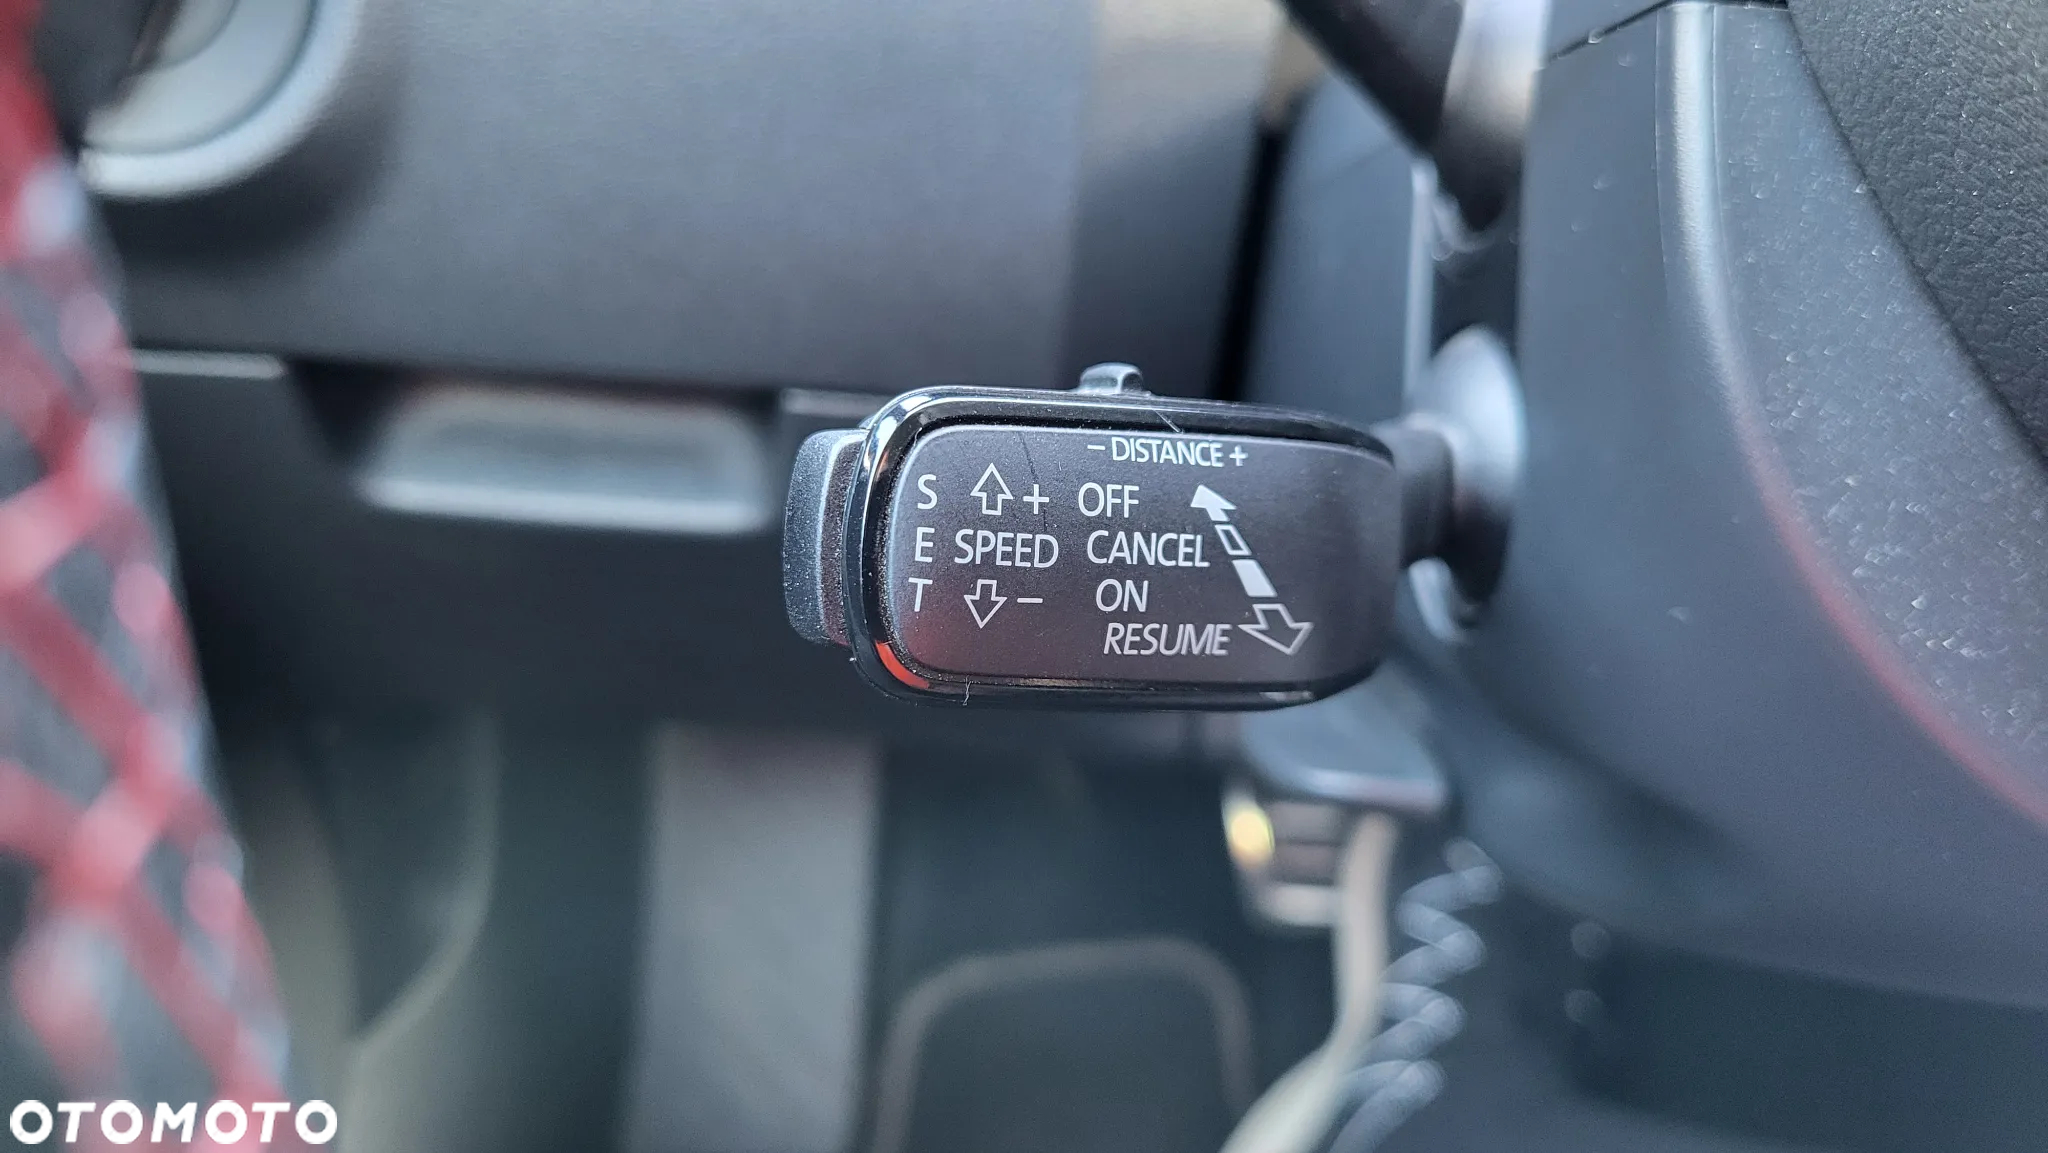 – DISTANCE +
S + OFF
E SPEED CANCEL
T – ON
RESUME
OTOMOTO